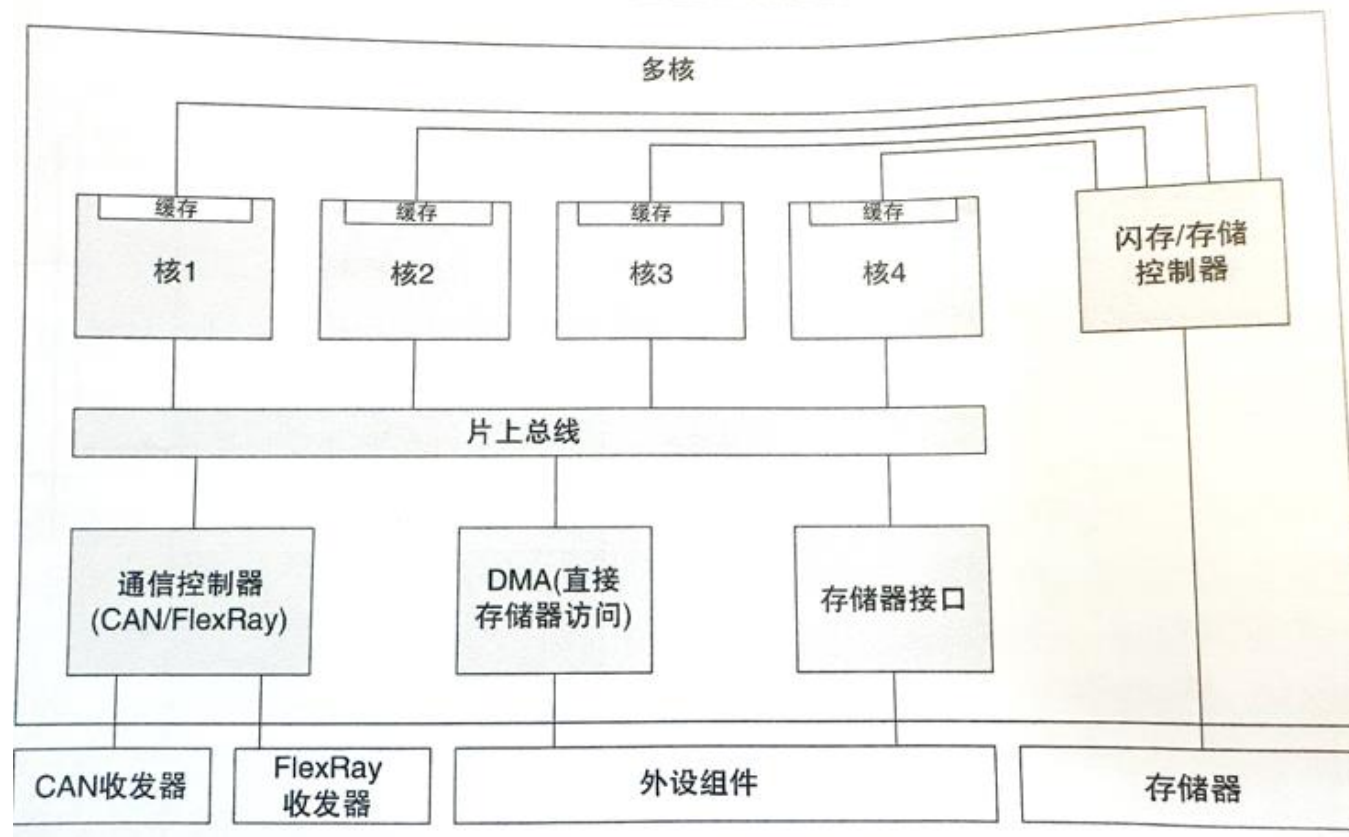 多核
缓存
缓存
缓存
缓存
核1
核2
核3
核4
闪存/存储
控制器
片上总线
通信控制器
(CAN/FlexRay)
DMA(直接
存储器访问)
存储器接口
CAN收发器
FlexRay
收发器
外设组件
存储器